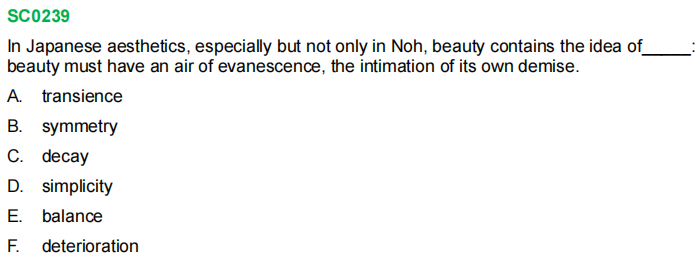 SC0239
In Japanese aesthetics, especially but not only in Noh, beauty contains the idea of_____:
beauty must have an air of evanescence, the intimation of its own demise.
A. transience
B. symmetry
C. decay
D. simplicity
E. balance
F. deterioration